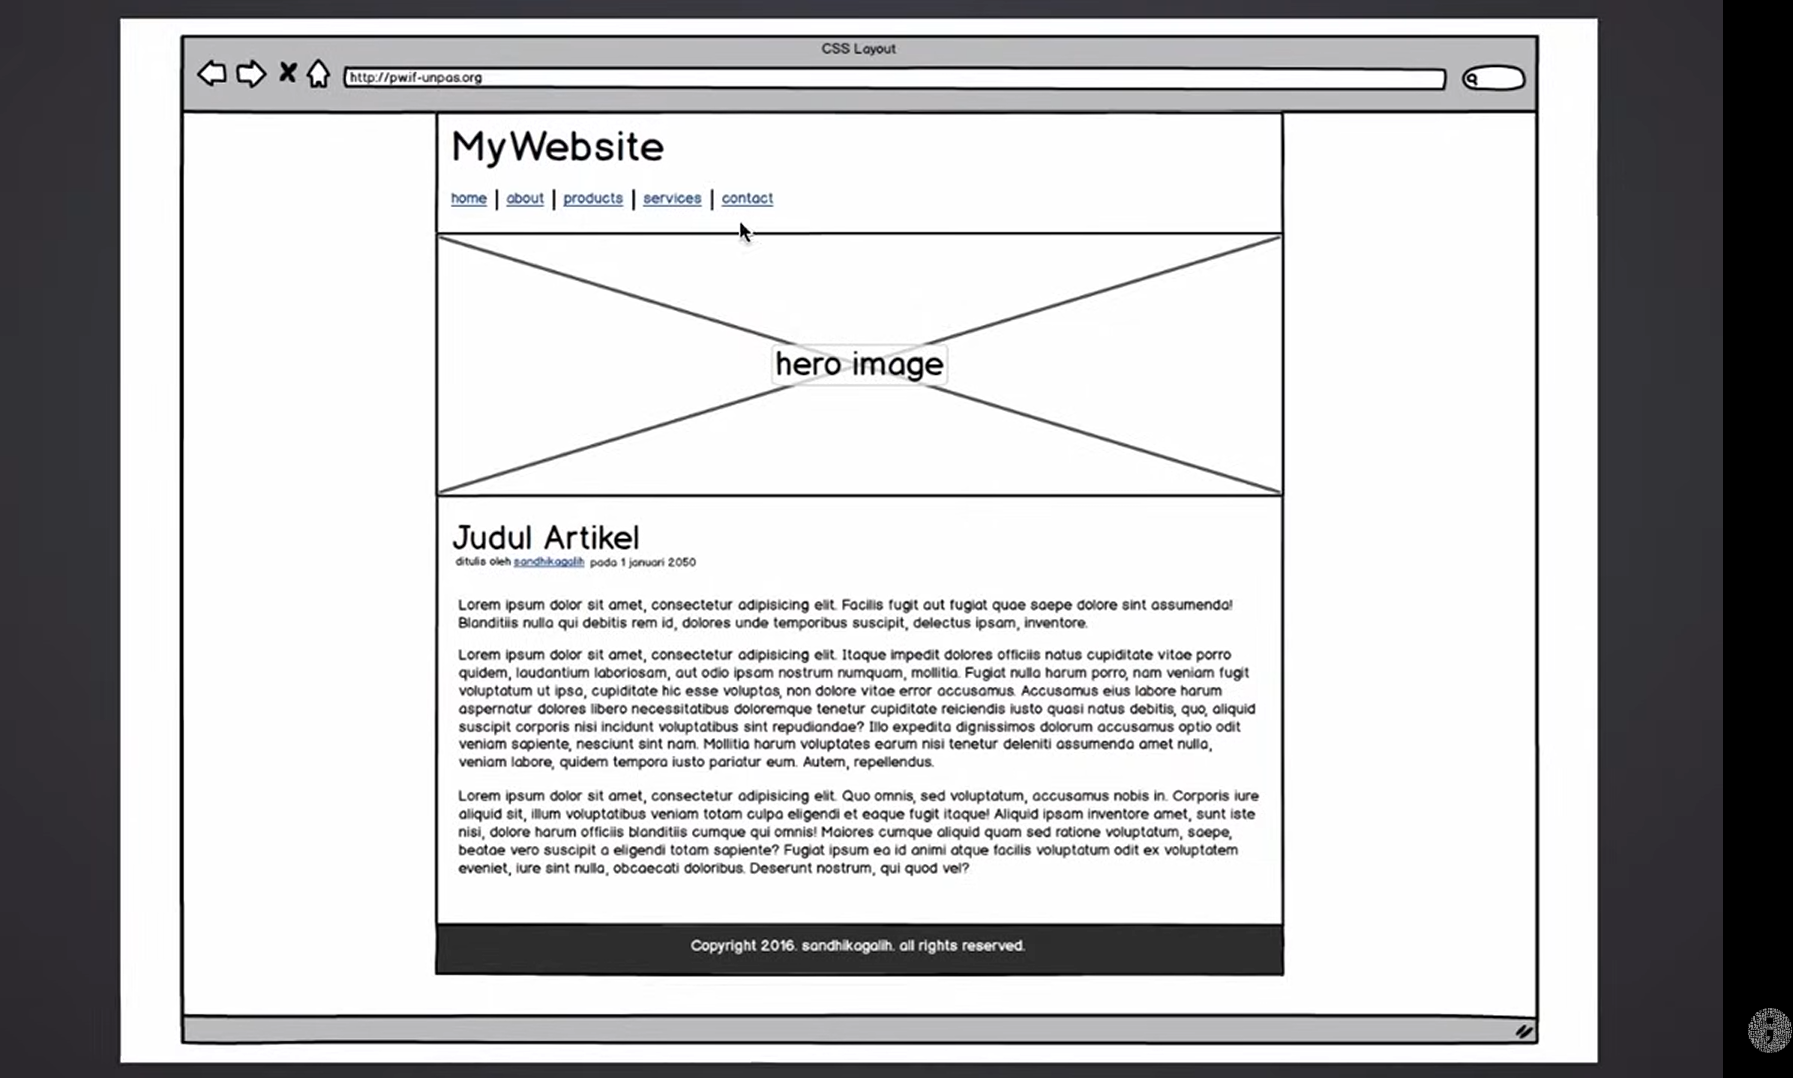 CSS Layout
http://pwif-unpas.org
MyWebsite
home | about | products | services | contact
hero image
Judul Artikel
ditulis oleh sandhikagalih pada 1 januari 2050
Lorem ipsum dolor sit amet, consectetur adipisicing elit. Facilis fugit aut fugiat quae saepe dolore sint assumenda!
Blanditiis nulla qui debitis rem id, dolores unde temporibus suscipit, delectus ipsam, inventore.
Lorem ipsum dolor sit amet, consectetur adipisicing elit. Itaque impedit dolores officiis natus cupiditate vitae porro
quidem, laudantium laboriosam, aut odio ipsam nostrum numquam, mollitia. Fugiat nulla harum porro, nam veniam fugit
voluptatum ut ipsa, cupiditate hic esse voluptas, non dolore vitae error accusamus. Accusamus eius labore harum
aspernatur dolores libero necessitatibus doloremque tenetur cupiditate reiciendis iusto quasi natus debitis, quo, aliquid
suscipit corporis nisi incidunt voluptatibus sint repudiandae? Illo expedita dignissimos dolorum accusamus optio odit
veniam sapiente, nesciunt sint nam. Mollitia harum voluptates earum nisi tenetur deleniti assumenda amet nulla,
veniam labore, quidem tempora iusto pariatur eum. Autem, repellendus.
Lorem ipsum dolor sit amet, consectetur adipisicing elit. Quo omnis, sed voluptatum, accusamus nobis in. Corporis iure
aliquid sit, illum voluptatibus veniam totam culpa eligendi et eaque fugit itaque! Aliquid ipsam inventore amet, sunt iste
nisi, dolore harum officiis blanditiis cumque qui omnis! Maiores cumque aliquid quam sed ratione voluptatum, saepe,
beatae vero suscipit a eligendi totam sapiente? Fugiat ipsum ea id animi atque facilis voluptatum odit ex voluptatem
eveniet, iure sint nulla, obcaecati doloribus. Deserunt nostrum, qui quod vel?
Copyright 2016. sandhikagalih. all rights reserved.